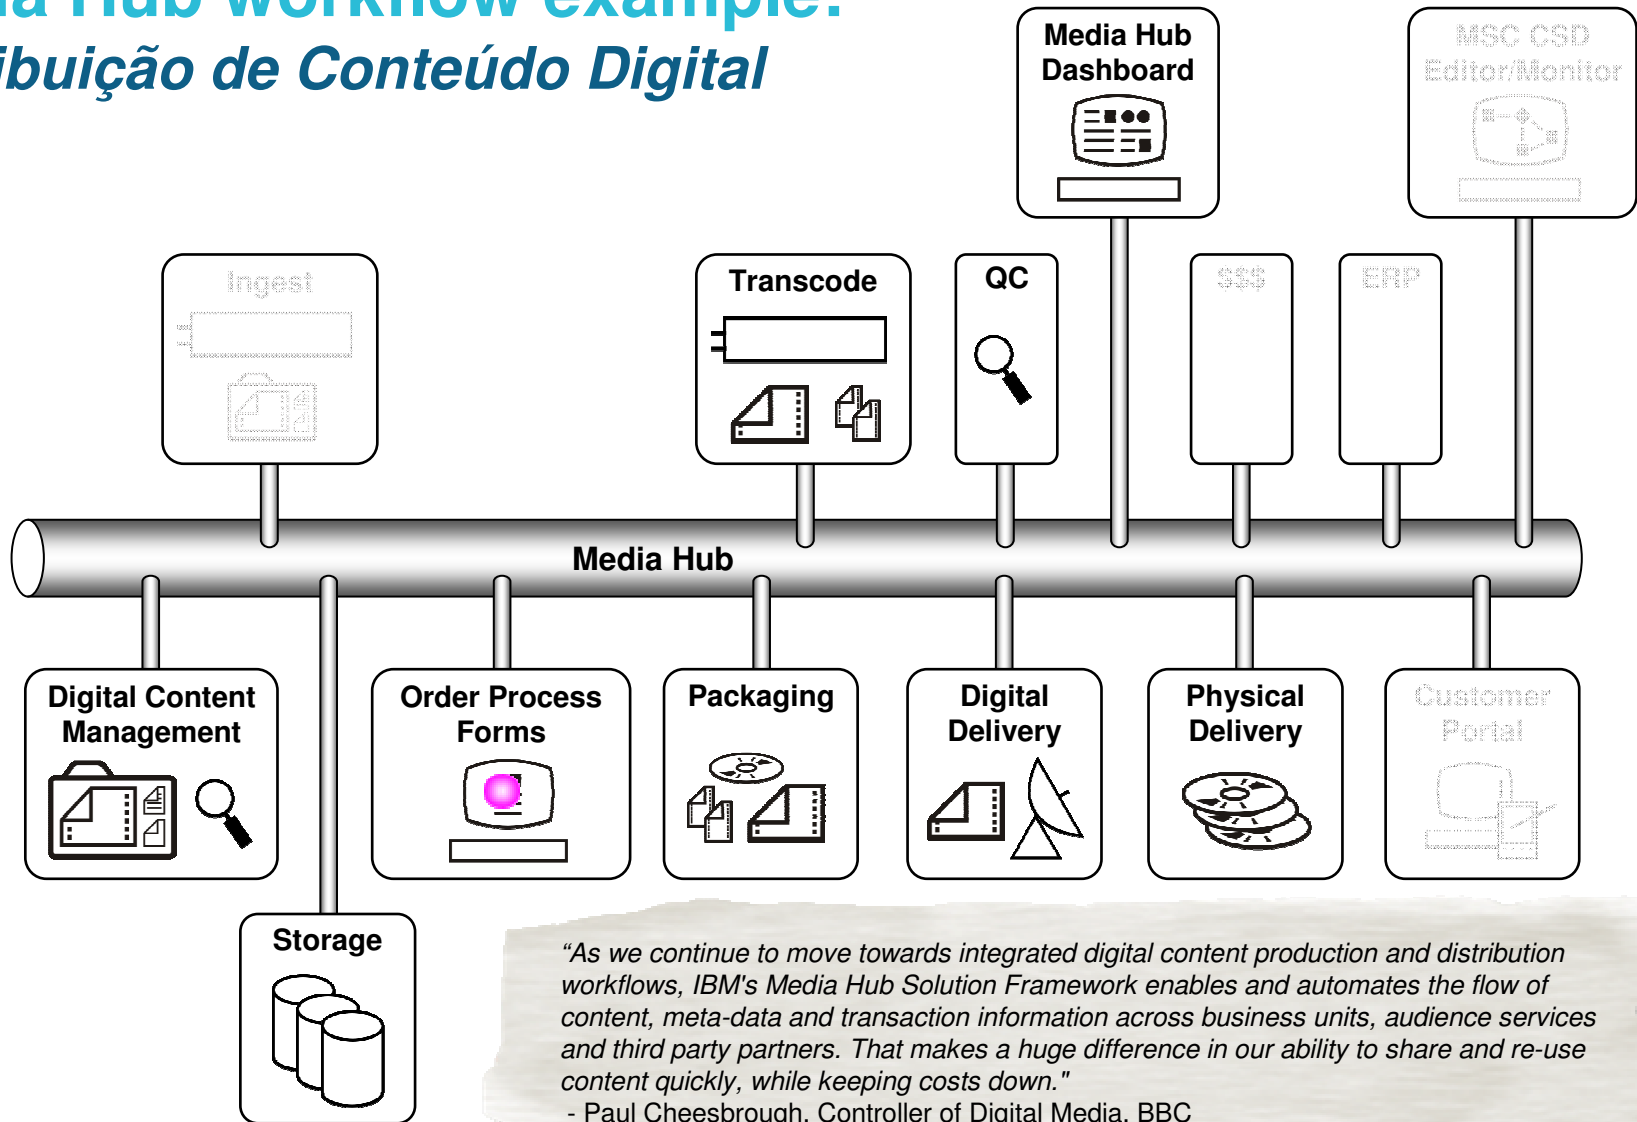 a Hub workflow example:
ibuição de Conteúdo Digital
Media Hub
Dashboard
MSC CSD
Editor/Monitor
Ingest
Transcode
QC
$$$
ERP
Media Hub
Digital Content
Management
Order Process
Forms
Packaging
Digital
Delivery
Physical
Delivery
Customer
Portal
Storage
“As we continue to move towards integrated digital content production and distribution
workflows, IBM's Media Hub Solution Framework enables and automates the flow of
content, meta-data and transaction information across business units, audience services
and third party partners. That makes a huge difference in our ability to share and re-use
content quickly, while keeping costs down."
- Paul Cheesbrough, Controller of Digital Media, BBC